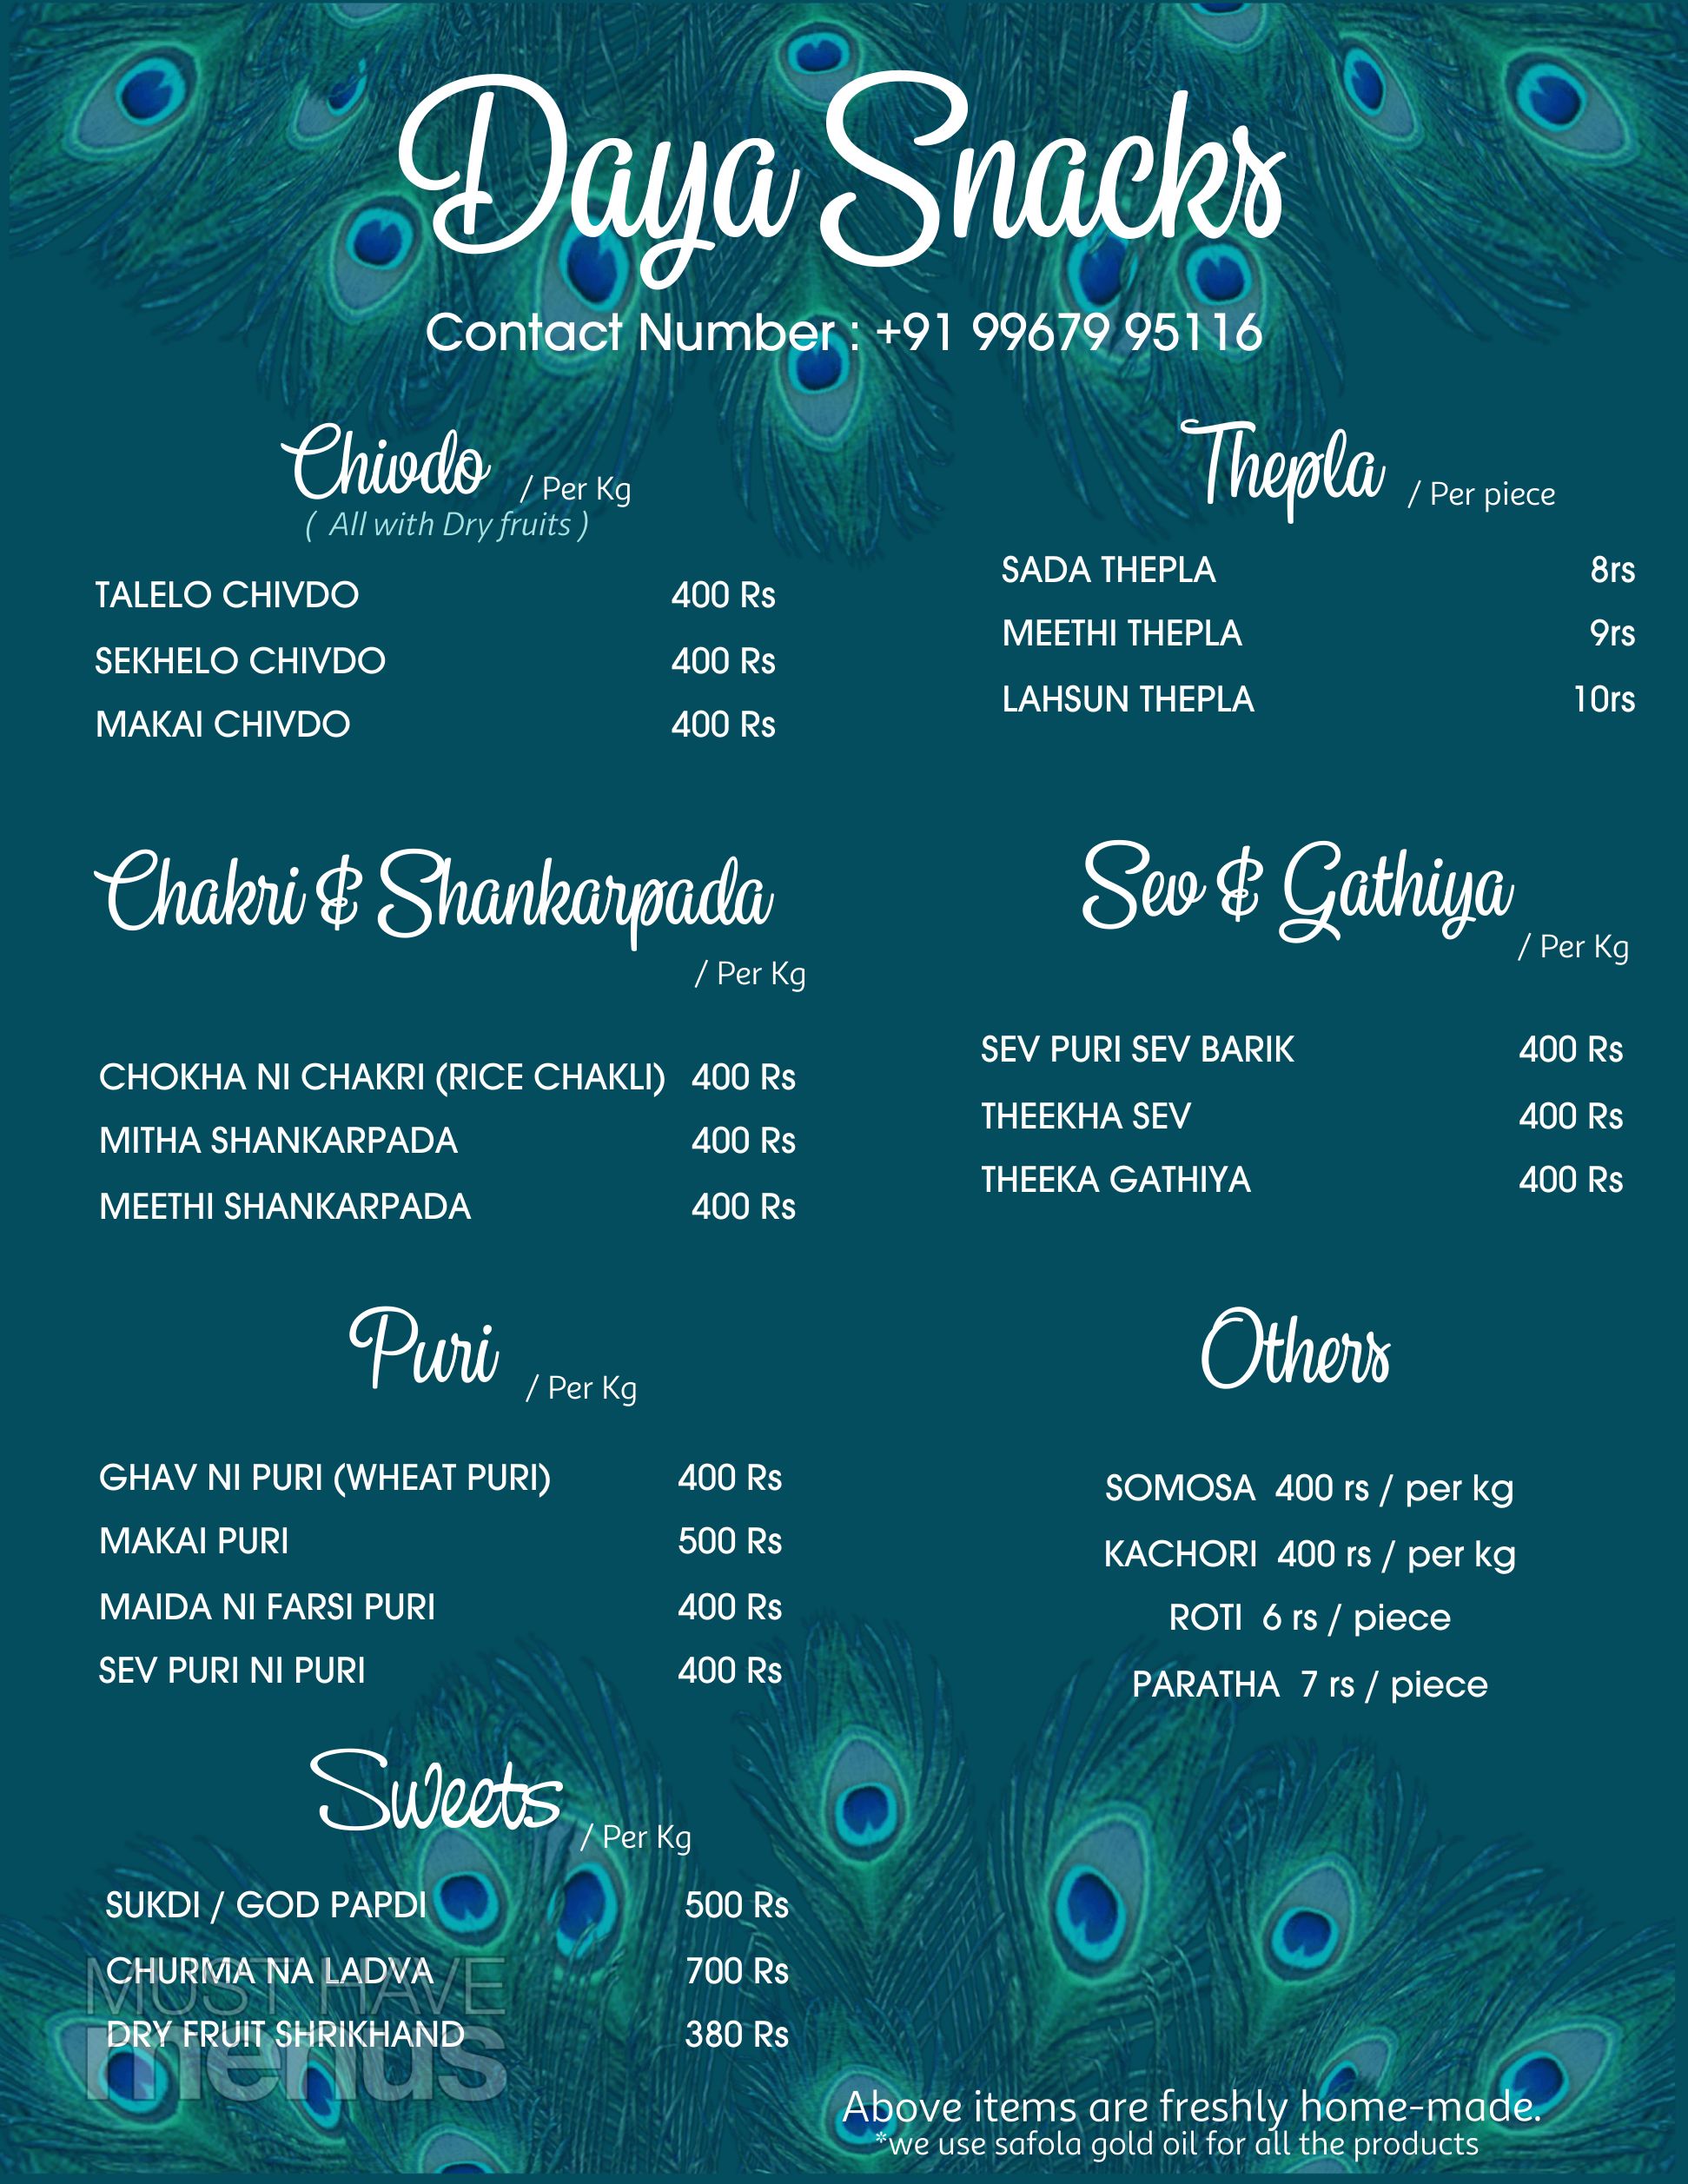 Daya Snacks
Contact Number : +91 99679 95116
Chivdo / Per Kg
( All with Dry fruits )
TALELO CHIVDO 400 Rs
SEKHELO CHIVDO 400 Rs
MAKAI CHIVDO 400 Rs
Thepla / Per piece
SADA THEPLA 8rs
MEETHI THEPLA 9rs
LAHSUN THEPLA 10rs
Chakri & Shankarpada
/ Per Kg
CHOKHA NI CHAKRI (RICE CHAKLI) 400 Rs
MITHA SHANKARPADA 400 Rs
MEETHI SHANKARPADA 400 Rs
Sev & Gathiya
/ Per Kg
SEV PURI SEV BARIK 400 Rs
THEEKHA SEV 400 Rs
THEEKA GATHIYA 400 Rs
Puri / Per Kg
GHAV NI PURI (WHEAT PURI) 400 Rs
MAKAI PURI 500 Rs
MAIDA NI FARSI PURI 400 Rs
SEV PURI NI PURI 400 Rs
Others
SOMOSA 400 rs / per kg
KACHORI 400 rs / per kg
ROTI 6 rs / piece
PARATHA 7 rs / piece
Sweets / Per Kg
SUKDI / GOD PAPDI 500 Rs
CHURMA NA LADVA 700 Rs
DRY FRUIT SHRIKHAND 380 Rs
MUST HAVE
menus
Above items are freshly home-made.
*we use safola gold oil for all the products